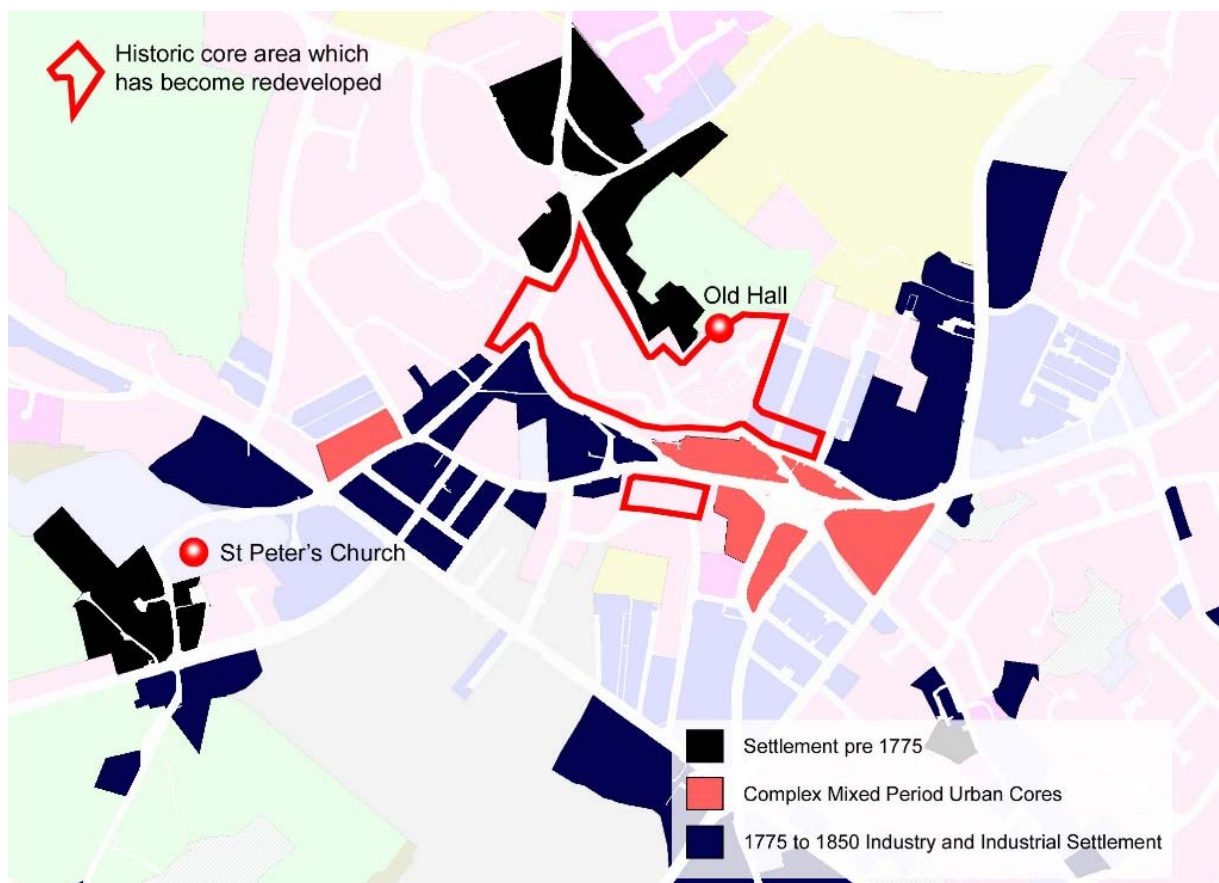 Historic core area which
has become redeveloped
Old Hall
St Peter's Church
Settlement pre 1775
Complex Mixed Period Urban Cores
1775 to 1850 Industry and Industrial Settlement